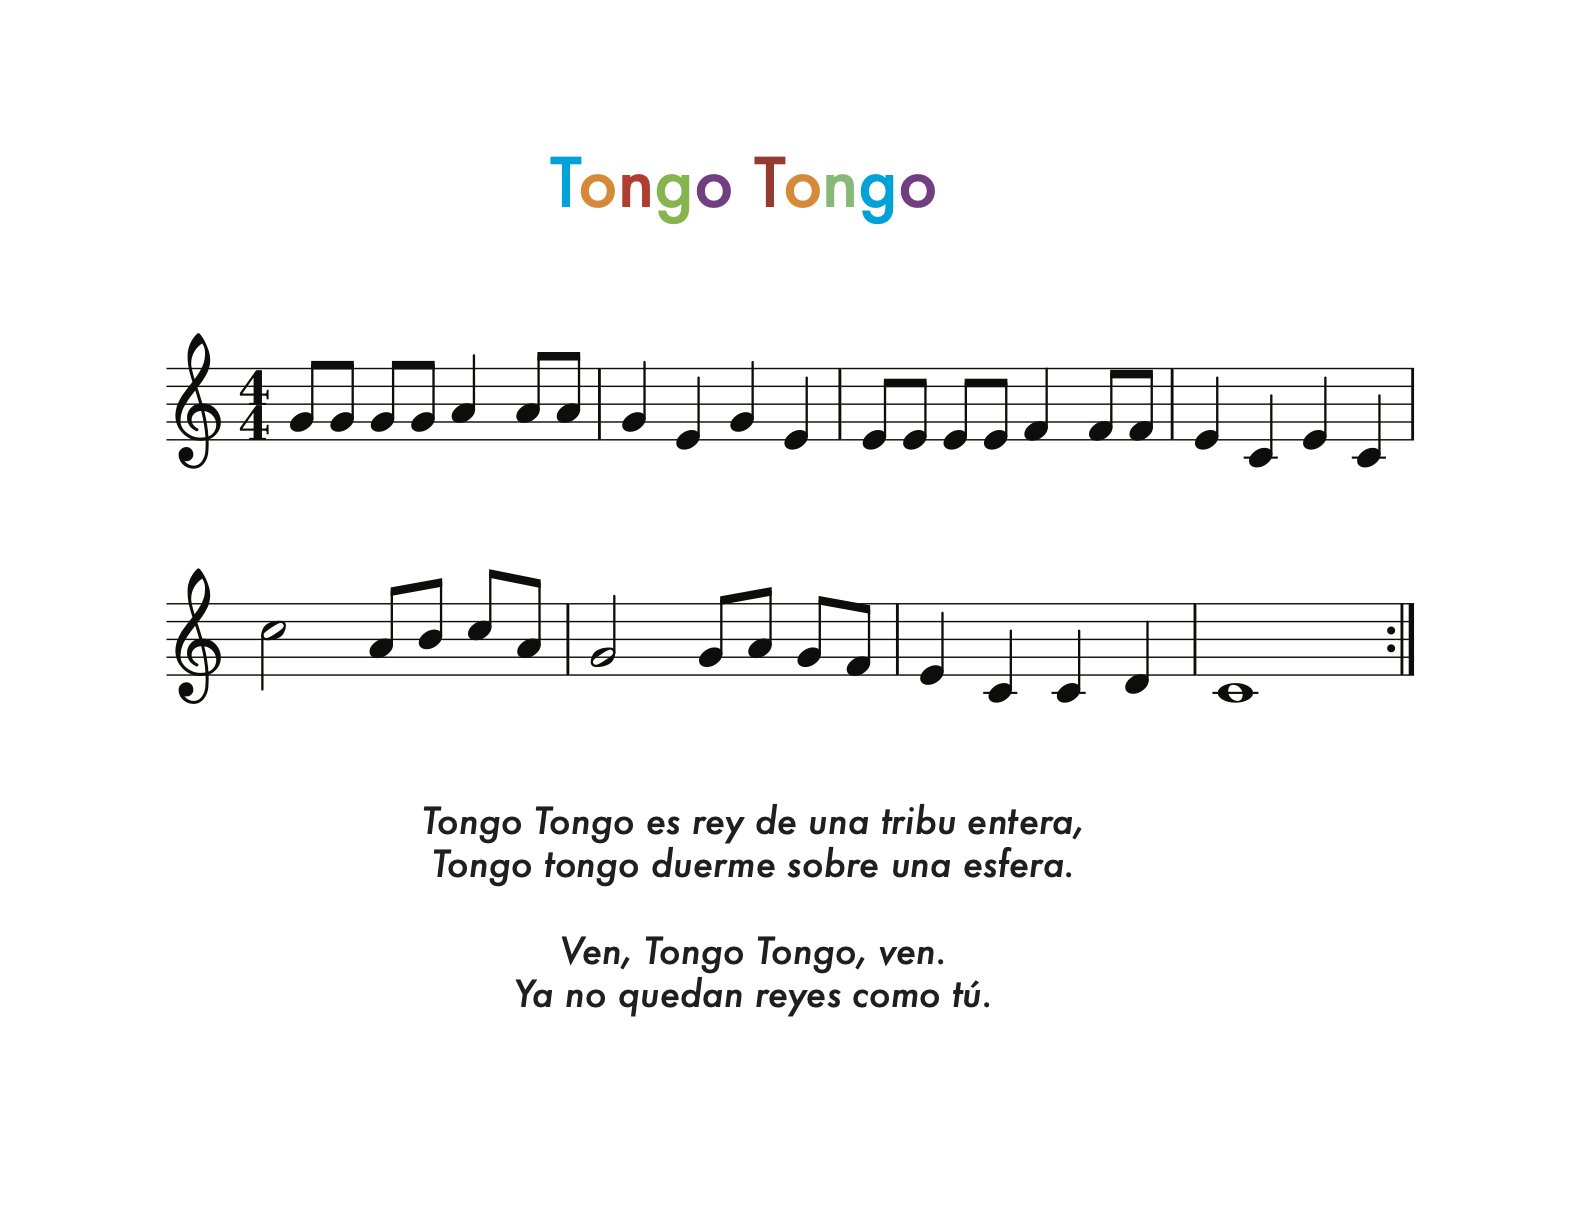 Tongo Tongo
4
4
Tongo Tongo es rey de una tribu entera,
Tongo tongo duerme sobre una esfera.
Ven, Tongo Tongo, ven.
Ya no quedan reyes como tú.